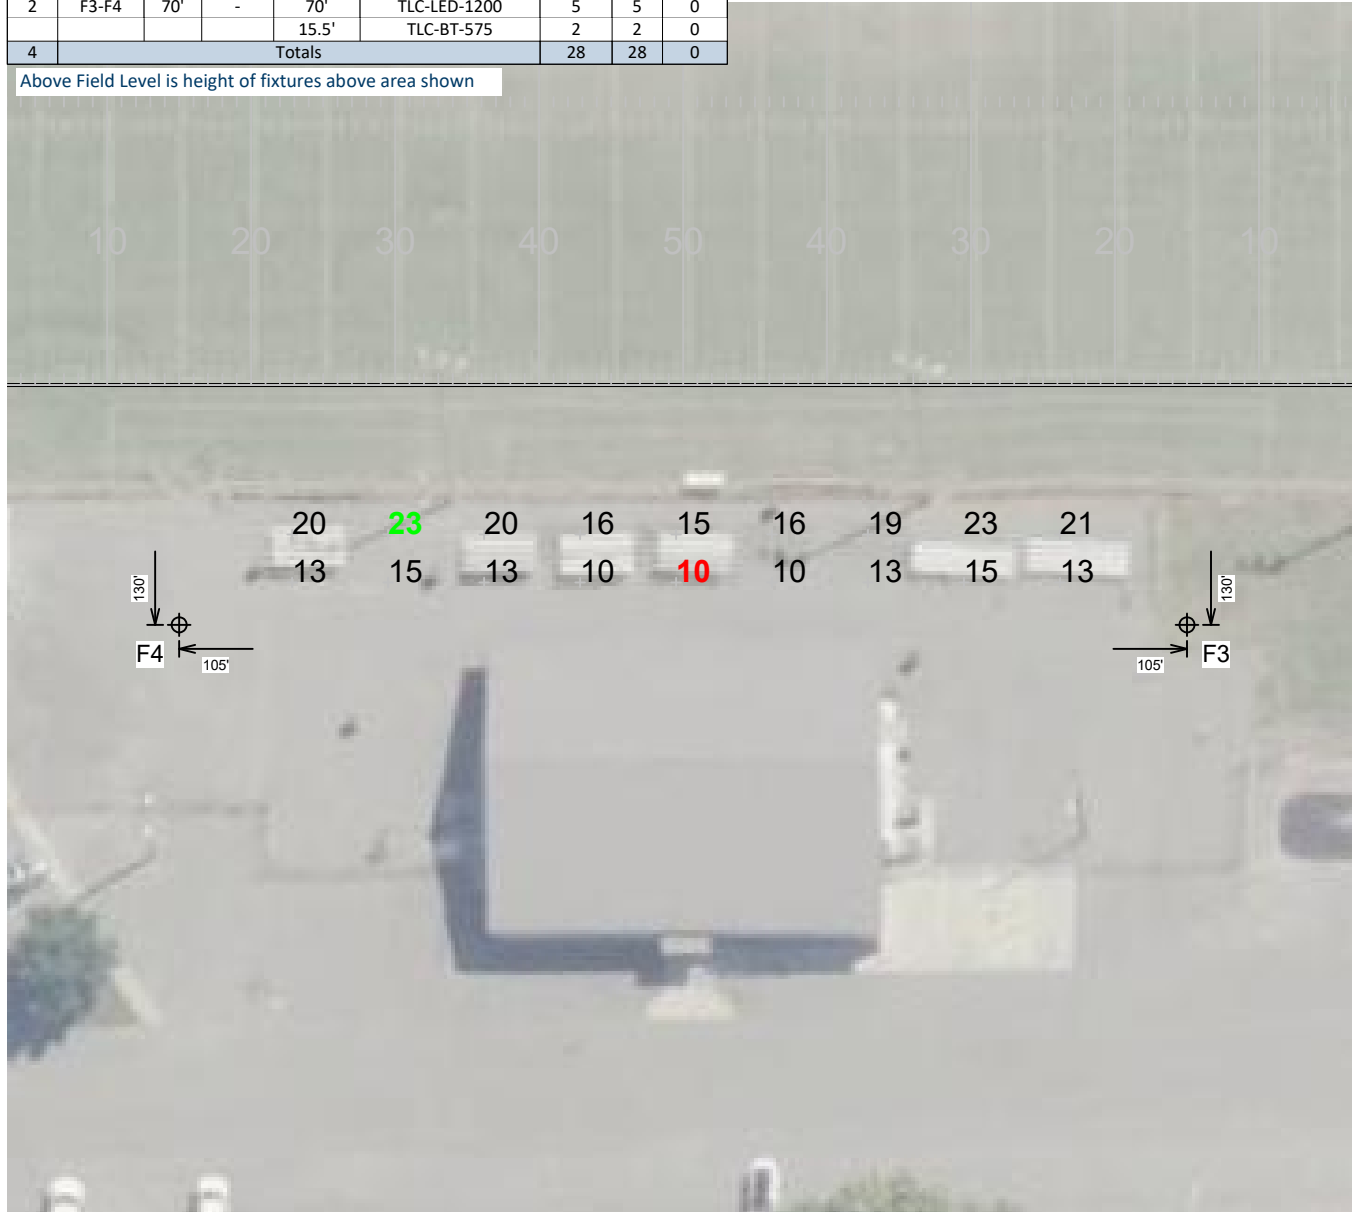 2 F3-F4 70' - 70' TLC-LED-1200 5 5 0
15.5' TLC-BT-575 2 2 0
4 Totals 28 28 0
Above Field Level is height of fixtures above area shown
10 20 30 40 50 40 30 20 10
20 23 20 16 15 16 19 23 21
13 15 13 10 10 10 13 15 13
130' 130'
F4 105' 105' F3